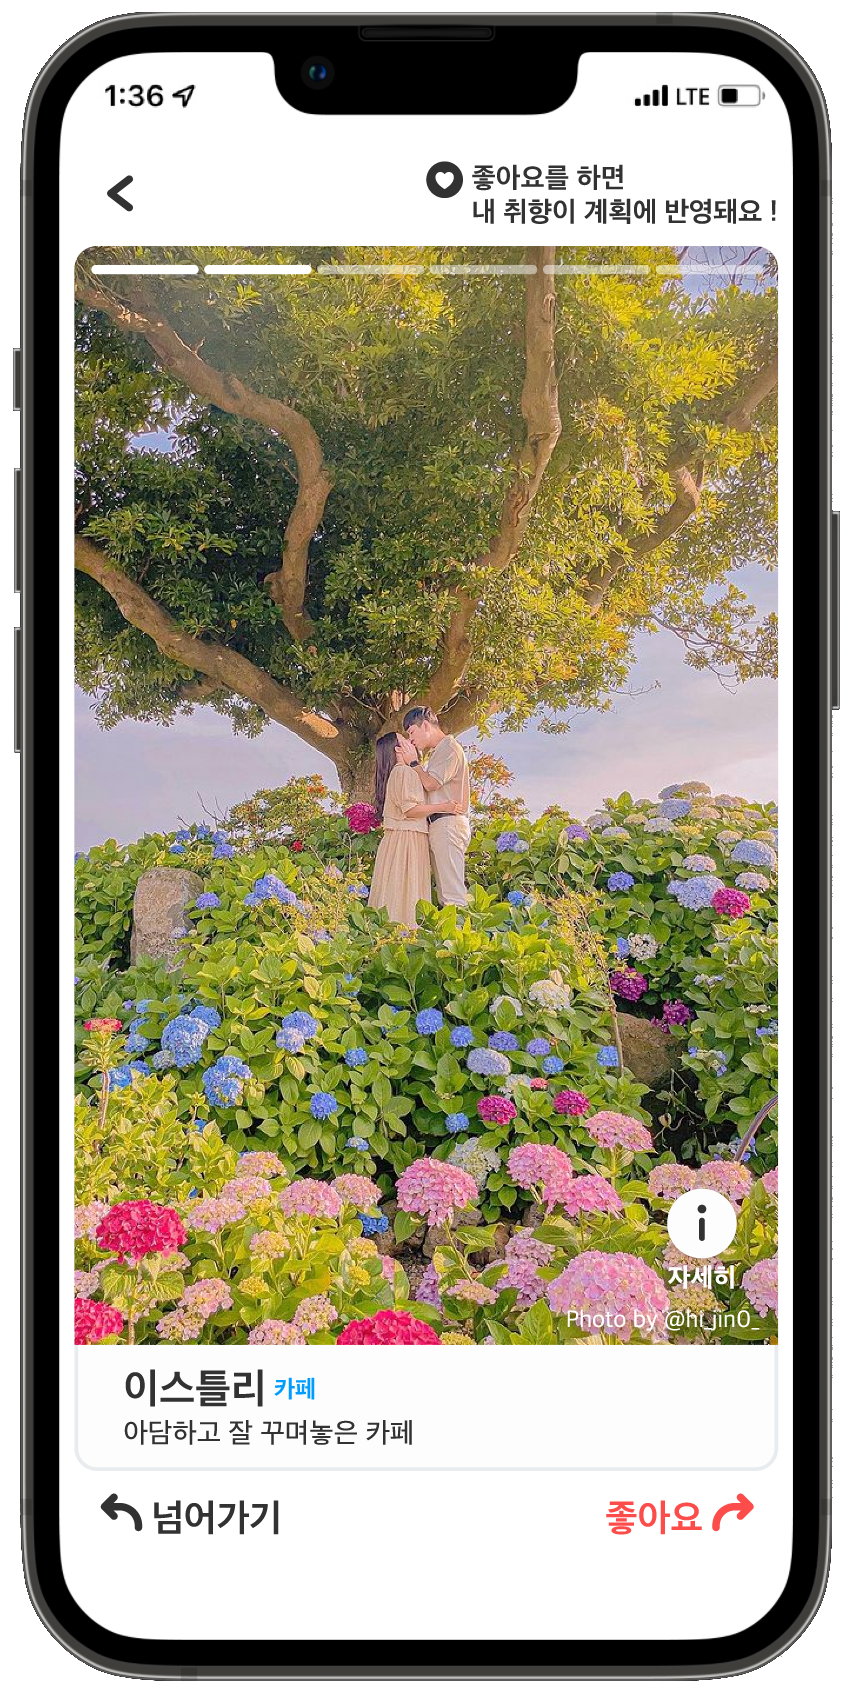 1:36 LTE
좋아요를 하면
내 취향이 계획에 반영돼요 !
자세히
Photo by @hi_jin0_
이스틀리 카페
아담하고 잘 꾸며놓은 카페
넘어가기 좋아요